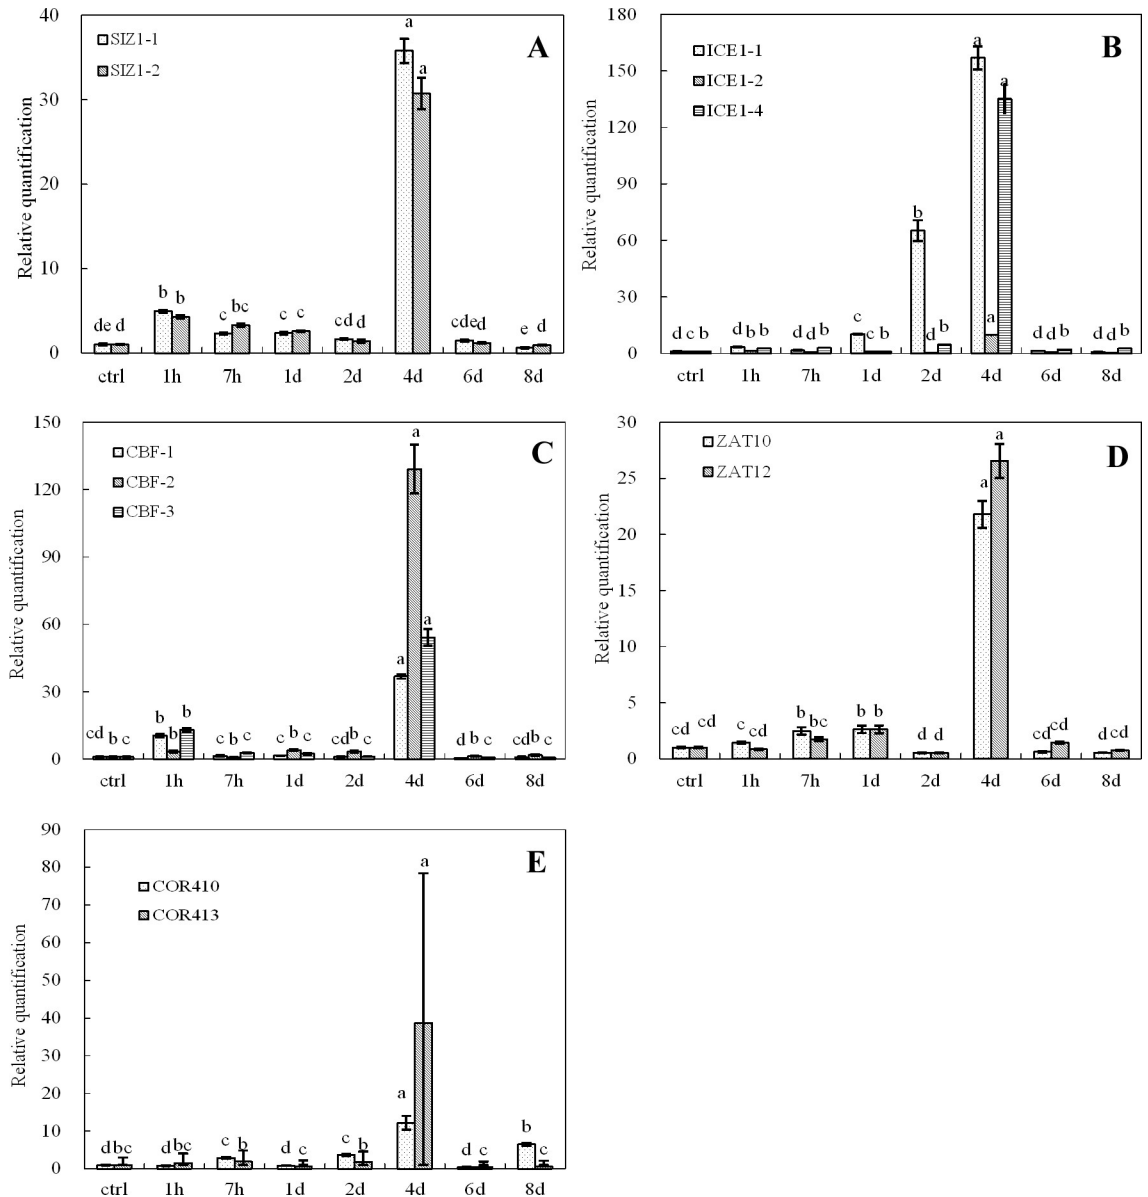 40
30
20
10
0
Relative quantification
SIZ1-1
SIZ1-2
A
de d
b b
c bc
c c
cd d
a a
cde d
e d
ctrl 1h 7h 1d 2d 4d 6d 8d
180
150
120
90
60
30
0
Relative quantification
ICE1-1
ICE1-2
ICE1-4
B
d c b
d b b
d d b
c c b
b d b
a a a
d d b
d d b
ctrl 1h 7h 1d 2d 4d 6d 8d
150
120
90
60
30
0
Relative quantification
CBF-1
CBF-2
CBF-3
C
cd b c
b b b
c b c
c b c
cd b c
a a a
d b c
cd b c
ctrl 1h 7h 1d 2d 4d 6d 8d
30
25
20
15
10
5
0
Relative quantification
ZAT10
ZAT12
D
cd cd
c cd
b bc
b b
d d
a a
cd cd
d cd
ctrl 1h 7h 1d 2d 4d 6d 8d
90
80
70
60
50
40
30
20
10
0
Relative quantification
COR410
COR413
E
d bc
d bc
c b
d c
c b
a a
d c
b c
ctrl 1h 7h 1d 2d 4d 6d 8d